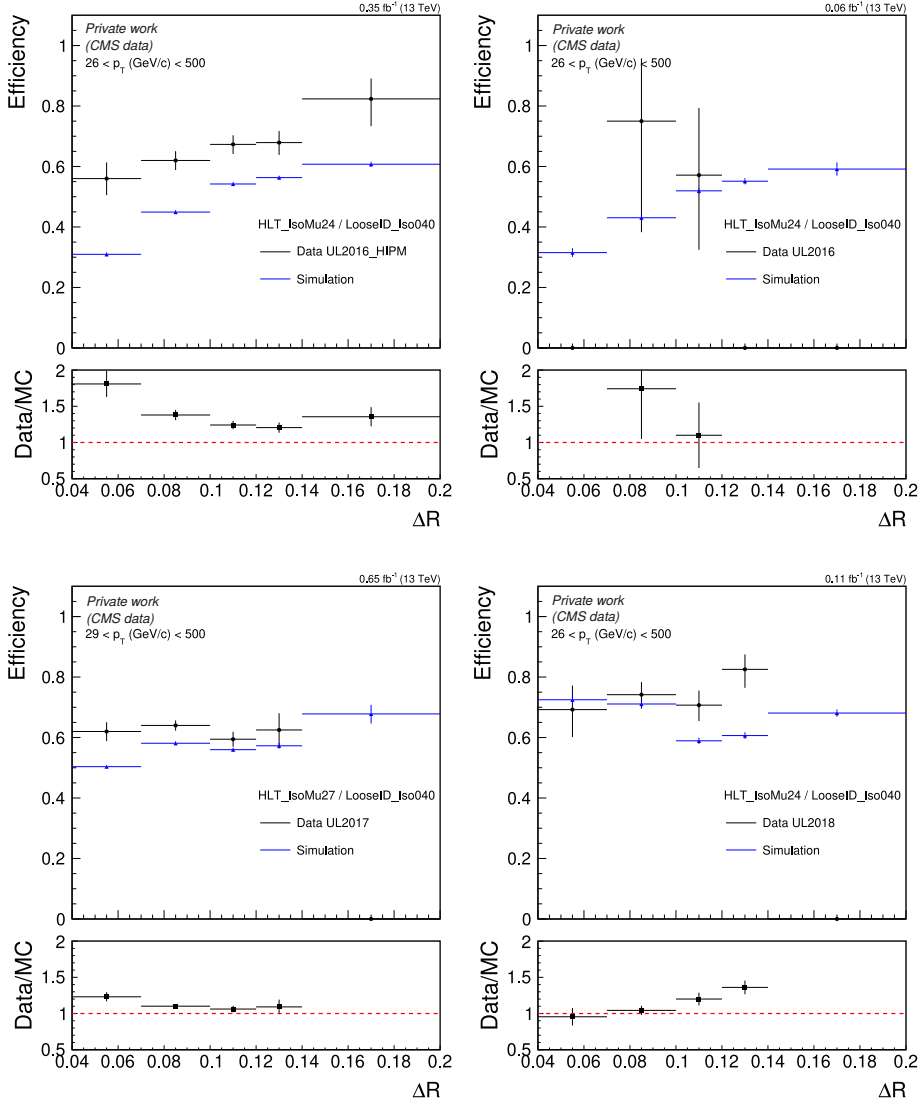 0.35 fb⁻¹ (13 TeV)
Efficiency
1
0.8
0.6
0.4
0.2
0
Private work
(CMS data)
26 < p_T (GeV/c) < 500
HLT_IsoMu24 / LooseID_Iso040
Data UL2016_HIPM
Simulation
Data/MC
2
1.5
1
0.5
0.04 0.06 0.08 0.1 0.12 0.14 0.16 0.18 0.2
ΔR
0.06 fb⁻¹ (13 TeV)
Efficiency
1
0.8
0.6
0.4
0.2
0
Private work
(CMS data)
26 < p_T (GeV/c) < 500
HLT_IsoMu24 / LooseID_Iso040
Data UL2016
Simulation
Data/MC
2
1.5
1
0.5
0.04 0.06 0.08 0.1 0.12 0.14 0.16 0.18 0.2
ΔR
0.65 fb⁻¹ (13 TeV)
Efficiency
1
0.8
0.6
0.4
0.2
0
Private work
(CMS data)
29 < p_T (GeV/c) < 500
HLT_IsoMu27 / LooseID_Iso040
Data UL2017
Simulation
Data/MC
2
1.5
1
0.5
0.04 0.06 0.08 0.1 0.12 0.14 0.16 0.18 0.2
ΔR
0.11 fb⁻¹ (13 TeV)
Efficiency
1
0.8
0.6
0.4
0.2
0
Private work
(CMS data)
26 < p_T (GeV/c) < 500
HLT_IsoMu24 / LooseID_Iso040
Data UL2018
Simulation
Data/MC
2
1.5
1
0.5
0.04 0.06 0.08 0.1 0.12 0.14 0.16 0.18 0.2
ΔR